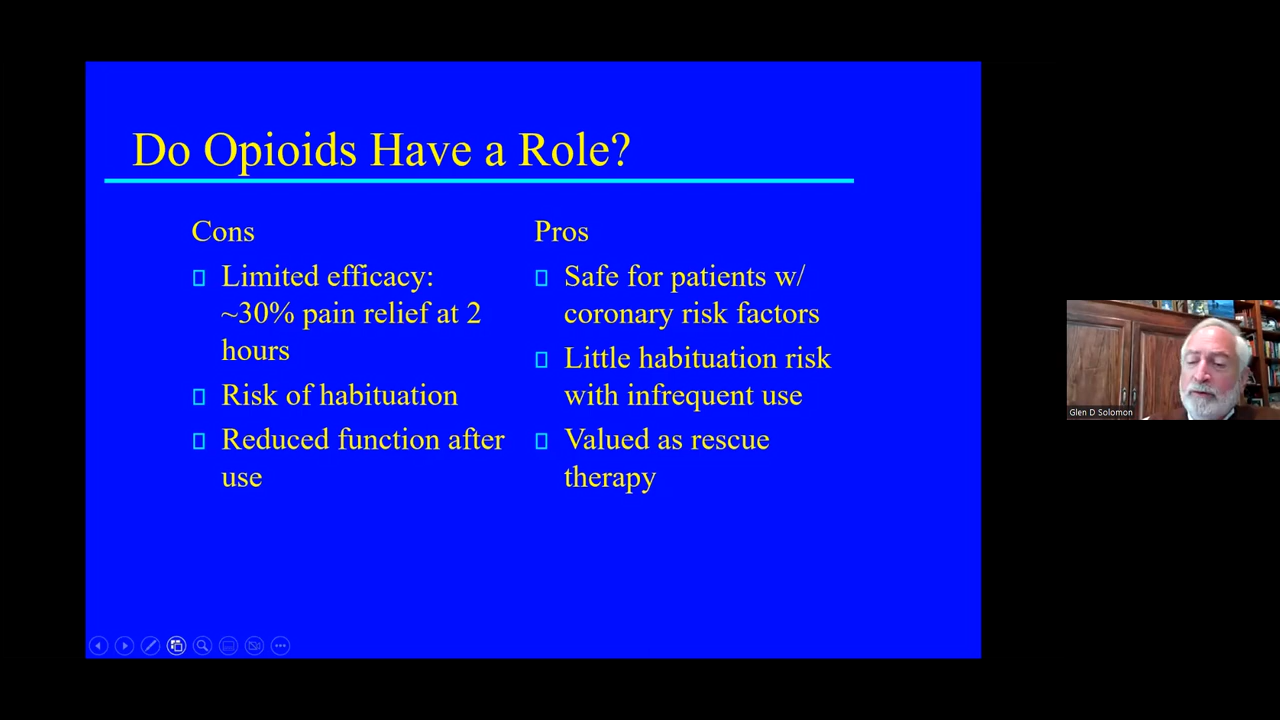 Do Opioids Have a Role?
Cons
Limited efficacy:
~30% pain relief at 2
hours
Risk of habituation
Reduced function after
use
Pros
Safe for patients w/
coronary risk factors
Little habituation risk
with infrequent use
Valued as rescue
therapy
Glen D Solomon